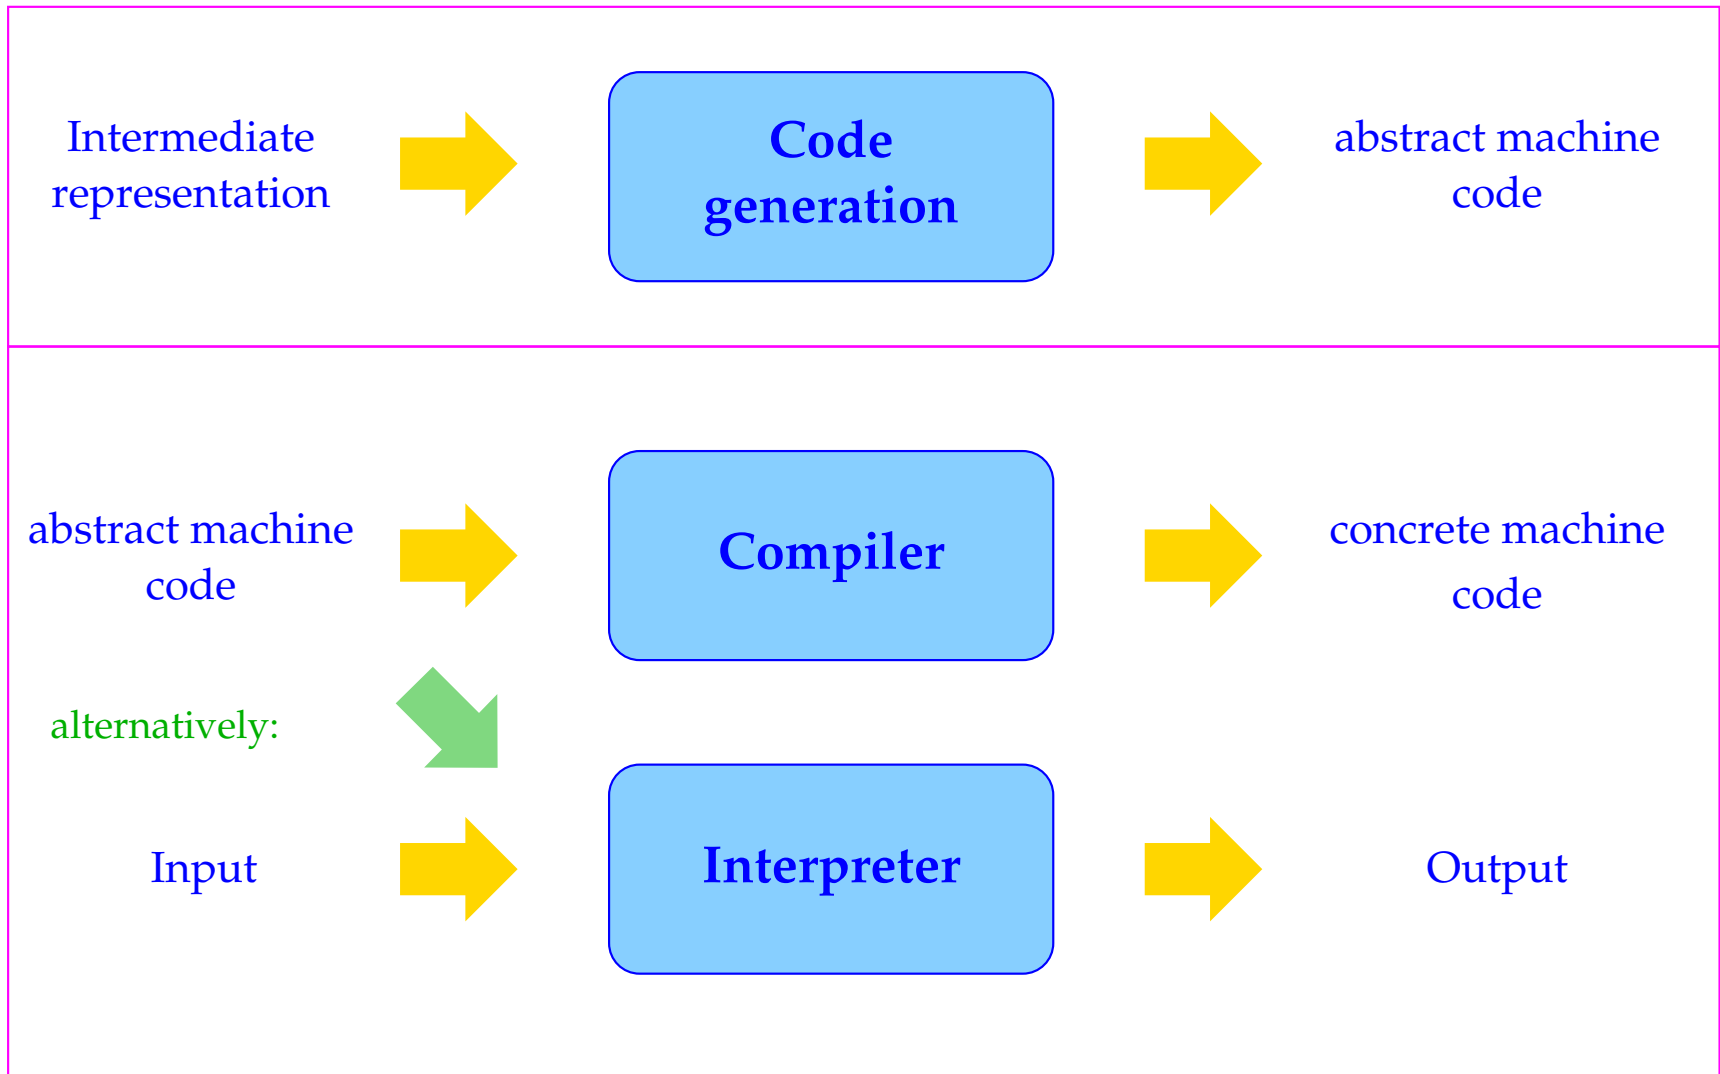 Intermediate
representation
Code
generation
abstract machine
code
abstract machine
code
Compiler
concrete machine
code
alternatively:
Input
Interpreter
Output